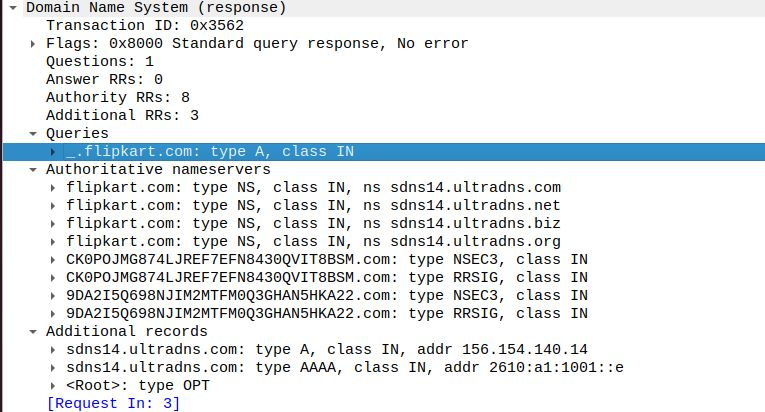 Domain Name System (response)
Transaction ID: 0x3562
Flags: 0x8000 Standard query response, No error
Questions: 1
Answer RRs: 0
Authority RRs: 8
Additional RRs: 3
Queries
_.flipkart.com: type A, class IN
Authoritative nameservers
flipkart.com: type NS, class IN, ns sdns14.ultradns.com
flipkart.com: type NS, class IN, ns sdns14.ultradns.net
flipkart.com: type NS, class IN, ns sdns14.ultradns.biz
flipkart.com: type NS, class IN, ns sdns14.ultradns.org
CK0POJMG874LJREF7EFN8430QVIT8BSM.com: type NSEC3, class IN
CK0POJMG874LJREF7EFN8430QVIT8BSM.com: type RRSIG, class IN
9DA2I5Q698NJIM2MTFM0Q3GHAN5HKA22.com: type NSEC3, class IN
9DA2I5Q698NJIM2MTFM0Q3GHAN5HKA22.com: type RRSIG, class IN
Additional records
sdns14.ultradns.com: type A, class IN, addr 156.154.140.14
sdns14.ultradns.com: type AAAA, class IN, addr 2610:a1:1001::e
<Root>: type OPT
[Request In: 3]